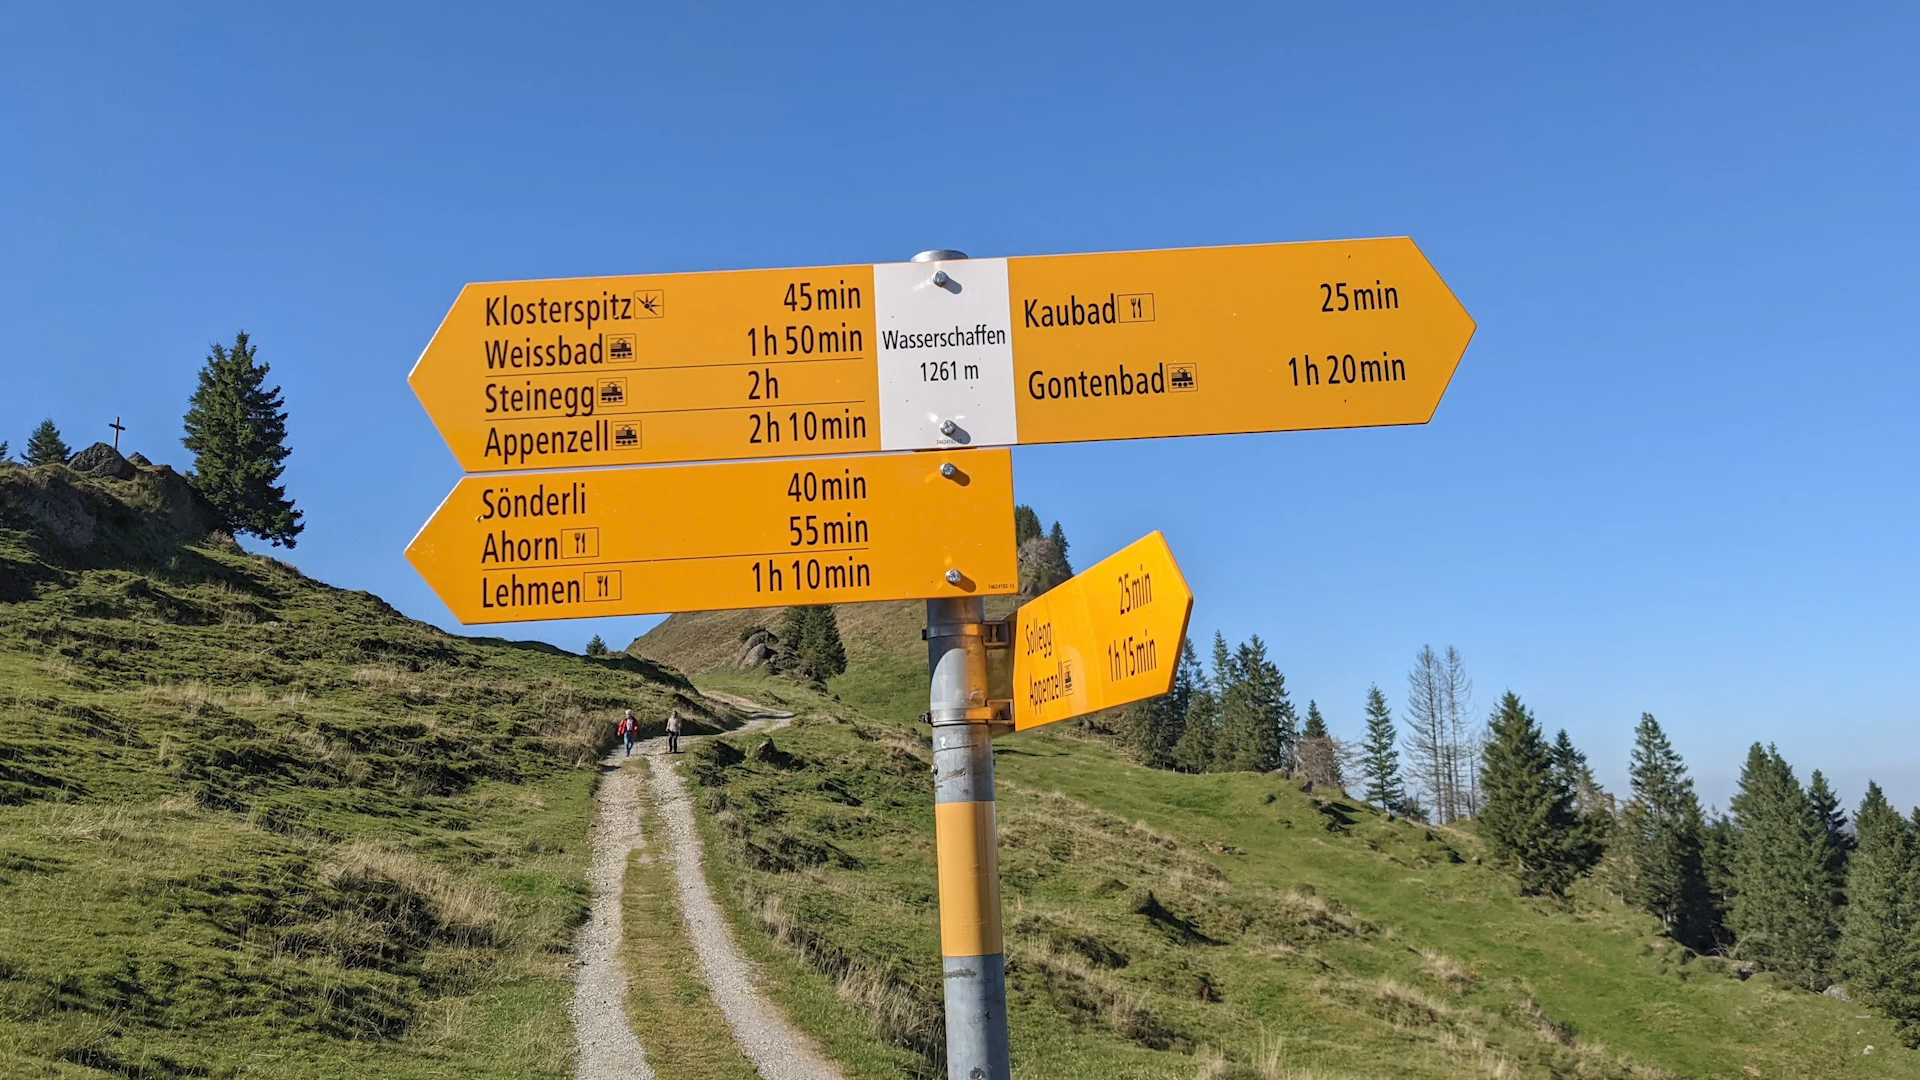 Klosterspitz 45min
Weissbad 1h 50min
Steinegg 2h
Appenzell 2h 10min
Wasserschaffen
1261 m
Kaubad 25min
Gontenbad 1h 20min
Sönderli 40min
Ahorn 55min
Lehmen 1h 10min
Sollegg 25min
Appenzell 1h 15min